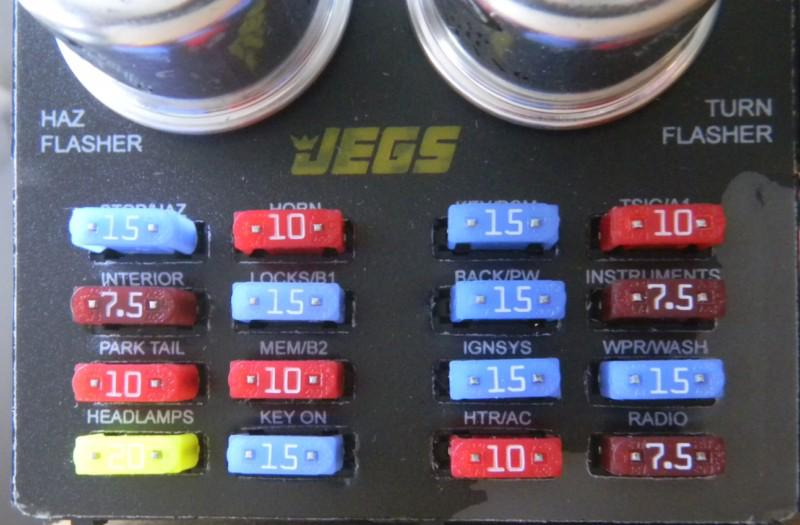 HAZ
FLASHER
TURN
FLASHER
JEGS
STOP/HAZ HORN TSIG/A1
15 10 15 10
INTERIOR LOCKS/B1 BACK/PW INSTRUMENTS
7.5 15 15 7.5
PARK TAIL MEM/B2 IGNSYS WPR/WASH
10 10 15 15
HEADLAMPS KEY ON HTR/AC RADIO
20 15 10 7.5